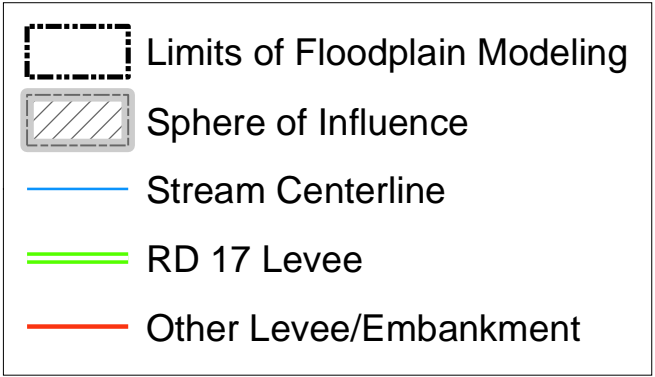 Limits of Floodplain Modeling
Sphere of Influence
Stream Centerline
RD 17 Levee
Other Levee/Embankment